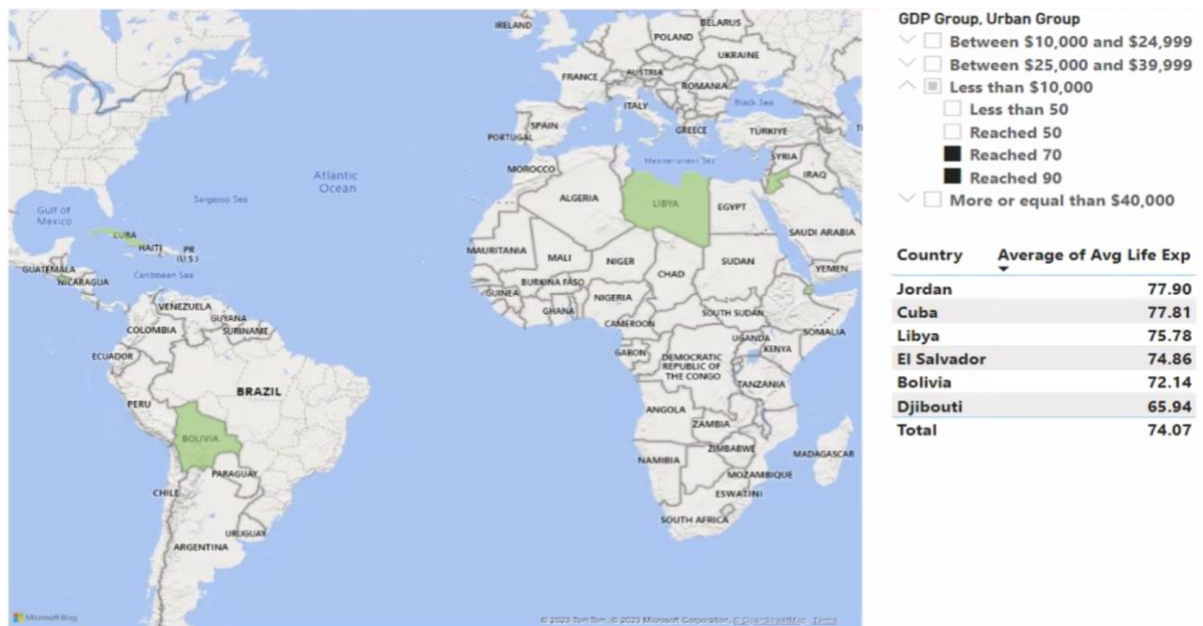 IRELAND
BELARUS
POLAND
UKRAINE
FRANCE
AUSTRIA
ROMANIA
ITALY
Black Sea
SPAIN
PORTUGAL
GREECE
TÜRKIYE
Mediterranean Sea
SYRIA
IRAQ
MOROCCO
Atlantic
Ocean
Sargasso Sea
ALGERIA
LIBYA
EGYPT
Gulf of
Mexico
CUBA
HAITI
PR
(U.S.)
SAUDI ARABIA
MAURITANIA
MALI
NIGER
CHAD
SUDAN
YEMEN
GUATEMALA
NICARAGUA
Caribbean Sea
BURKINA FASO
GUINEA
GHANA
NIGERIA
VENEZUELA
GUYANA
SURINAME
COLOMBIA
CAMEROON
SOUTH SUDAN
SOMALIA
ECUADOR
GABON
DEMOCRATIC
REPUBLIC OF
THE CONGO
UGANDA
KENYA
TANZANIA
BRAZIL
PERU
ANGOLA
ZAMBIA
BOLIVIA
ZIMBABWE
MADAGASCAR
NAMIBIA
MOZAMBIQUE
PARAGUAY
CHILE
ESWATINI
SOUTH AFRICA
URUGUAY
ARGENTINA
Microsoft Bing
© 2023 TomTom, © 2023 Microsoft Corporation, © OpenStreetMap Terms
GDP Group, Urban Group
Between $10,000 and $24,999
Between $25,000 and $39,999
Less than $10,000
Less than 50
Reached 50
Reached 70
Reached 90
More or equal than $40,000
Country Average of Avg Life Exp
Jordan 77.90
Cuba 77.81
Libya 75.78
El Salvador 74.86
Bolivia 72.14
Djibouti 65.94
Total 74.07